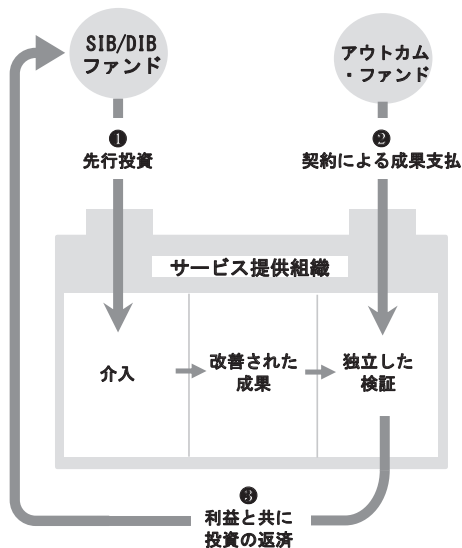 SIB/DIB
ファンド
アウトカム
・ファンド
❶
先行投資
❷
契約による成果支払
サービス提供組織
介入
改善された
成果
独立した
検証
❸
利益と共に
投資の返済